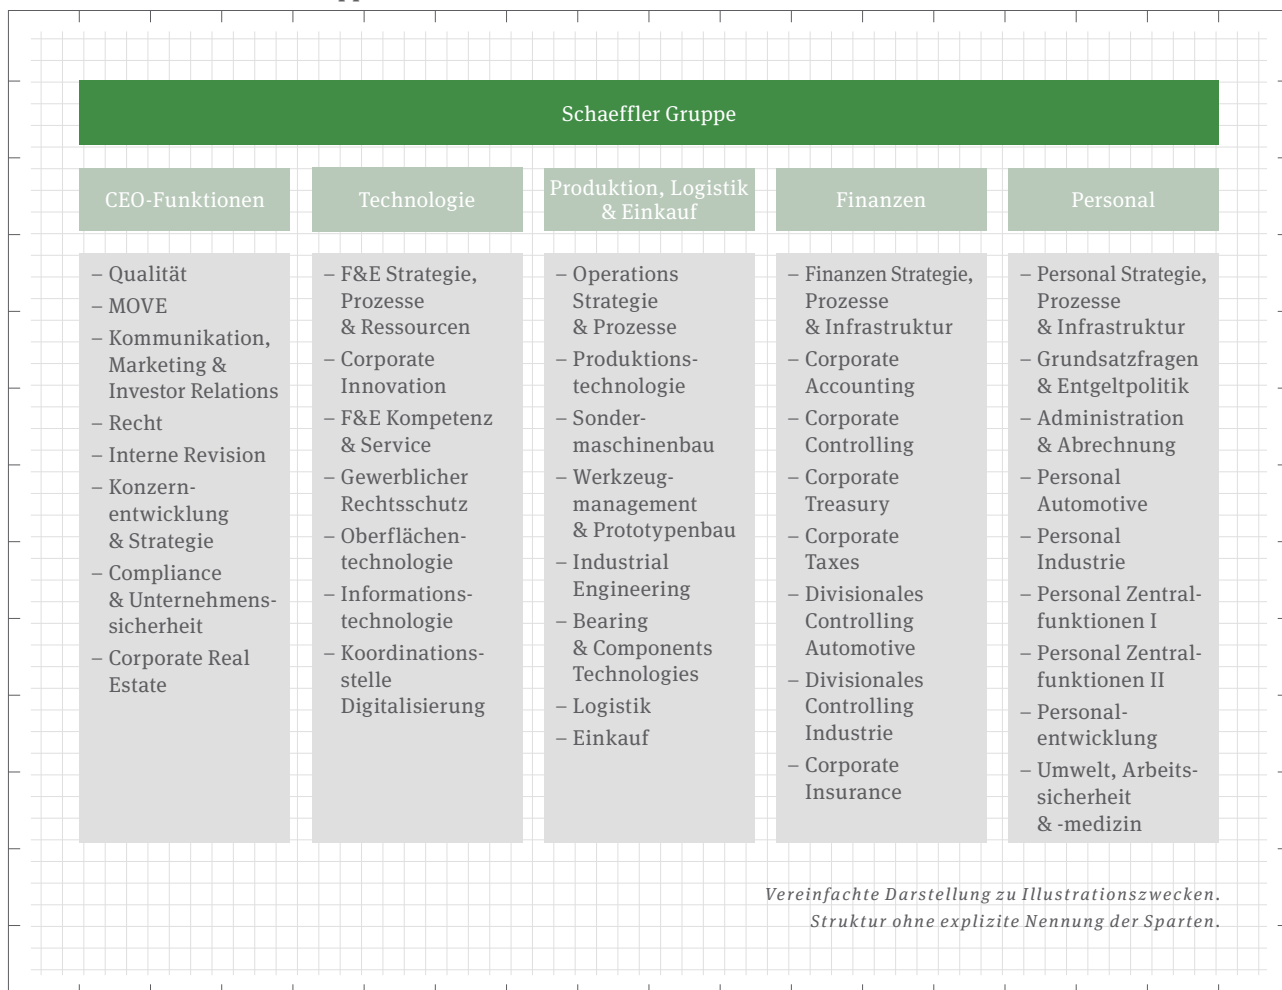 Schaeffler Gruppe
CEO-Funktionen
– Qualität
– MOVE
– Kommunikation,
Marketing &
Investor Relations
– Recht
– Interne Revision
– Konzern-
entwicklung
& Strategie
– Compliance
& Unternehmens-
sicherheit
– Corporate Real
Estate
Technologie
– F&E Strategie,
Prozesse
& Ressourcen
– Corporate
Innovation
– F&E Kompetenz
& Service
– Gewerblicher
Rechtsschutz
– Oberflächen-
technologie
– Informations-
technologie
– Koordinations-
stelle
Digitalisierung
Produktion, Logistik
& Einkauf
– Operations
Strategie
& Prozesse
– Produktions-
technologie
– Sonder-
maschinenbau
– Werkzeug-
management
& Prototypenbau
– Industrial
Engineering
– Bearing
& Components
Technologies
– Logistik
– Einkauf
Finanzen
– Finanzen Strategie,
Prozesse
& Infrastruktur
– Corporate
Accounting
– Corporate
Controlling
– Corporate
Treasury
– Corporate
Taxes
– Divisionales
Controlling
Automotive
– Divisionales
Controlling
Industrie
– Corporate
Insurance
Personal
– Personal Strategie,
Prozesse
& Infrastruktur
– Grundsatzfragen
& Entgeltpolitik
– Administration
& Abrechnung
– Personal
Automotive
– Personal
Industrie
– Personal Zentral-
funktionen I
– Personal Zentral-
funktionen II
– Personal-
entwicklung
– Umwelt, Arbeits-
sicherheit
& -medizin
Vereinfachte Darstellung zu Illustrationszwecken.
Struktur ohne explizite Nennung der Sparten.